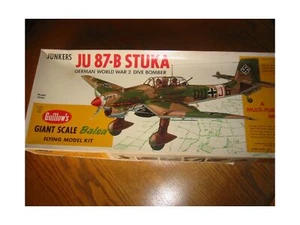 JUNKERS JU 87-B STUKA
GERMAN WORLD WAR 2 DIVE BOMBER
Guillow's
GIANT SCALE Balsa
FLYING MODEL KIT
A